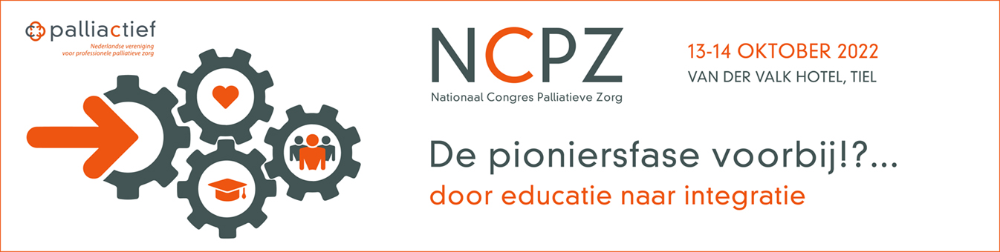 palliactief
Nederlandse vereniging
voor professionele palliatieve zorg
NCPZ
Nationaal Congres Palliatieve Zorg
13-14 OKTOBER 2022
VAN DER VALK HOTEL, TIEL
De pioniersfase voorbij!?...
door educatie naar integratie